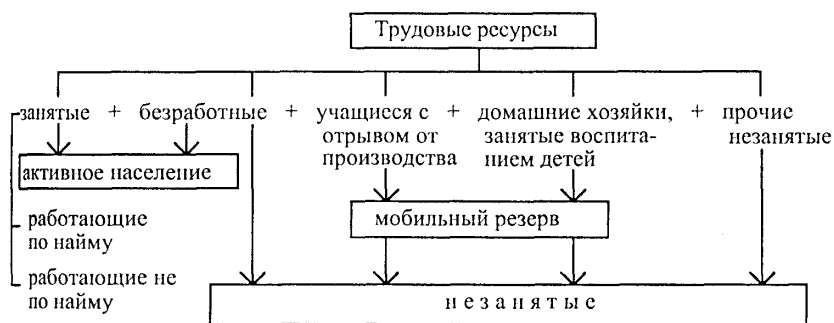 Трудовые ресурсы
занятые + безработные + учащиеся с + домашние хозяйки, + прочие
отрывом от занятые воспита- незанятые
производства нием детей
активное население
мобильный резерв
работающие
по найму
работающие не
по найму
незанятые